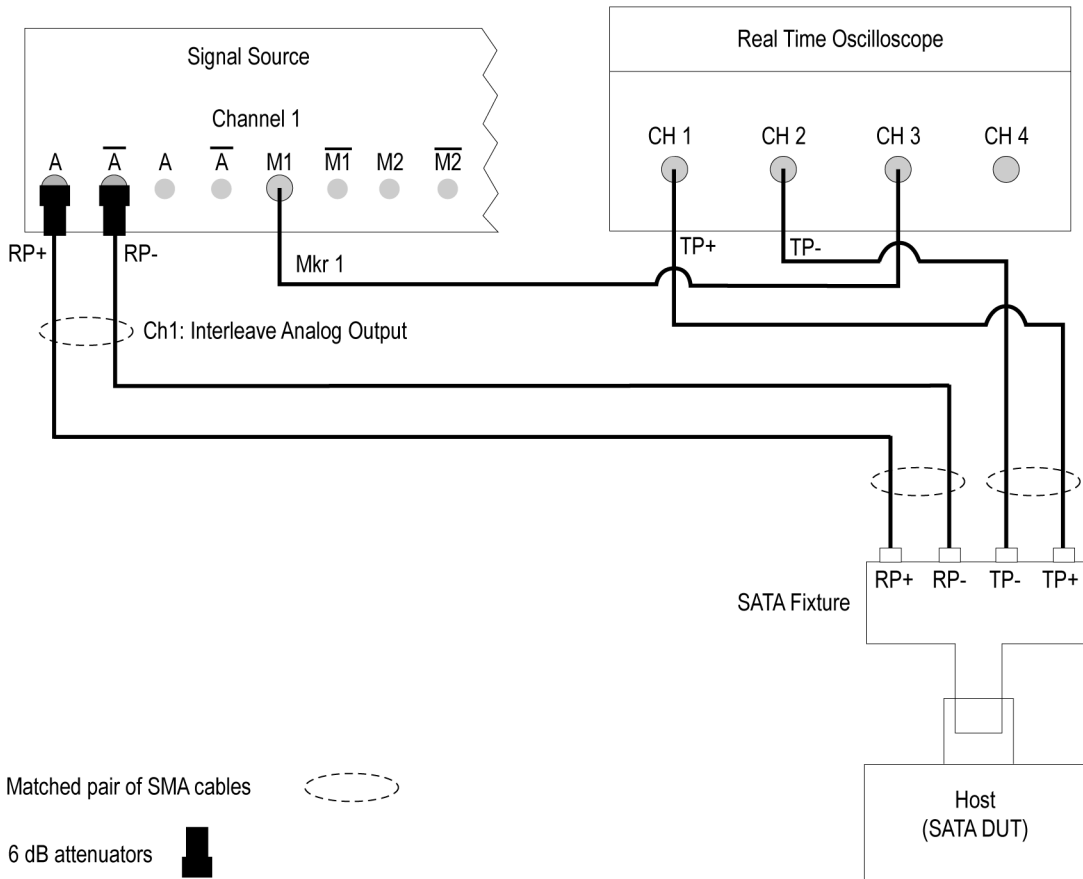 Signal Source
Channel 1
A A̅ A A̅ M1 M̅1̅ M2 M̅2̅
RP+ RP-
Mkr 1
Ch1: Interleave Analog Output
Real Time Oscilloscope
CH 1 CH 2 CH 3 CH 4
TP+ TP-
RP+ RP- TP- TP+
SATA Fixture
Host
(SATA DUT)
Matched pair of SMA cables
6 dB attenuators